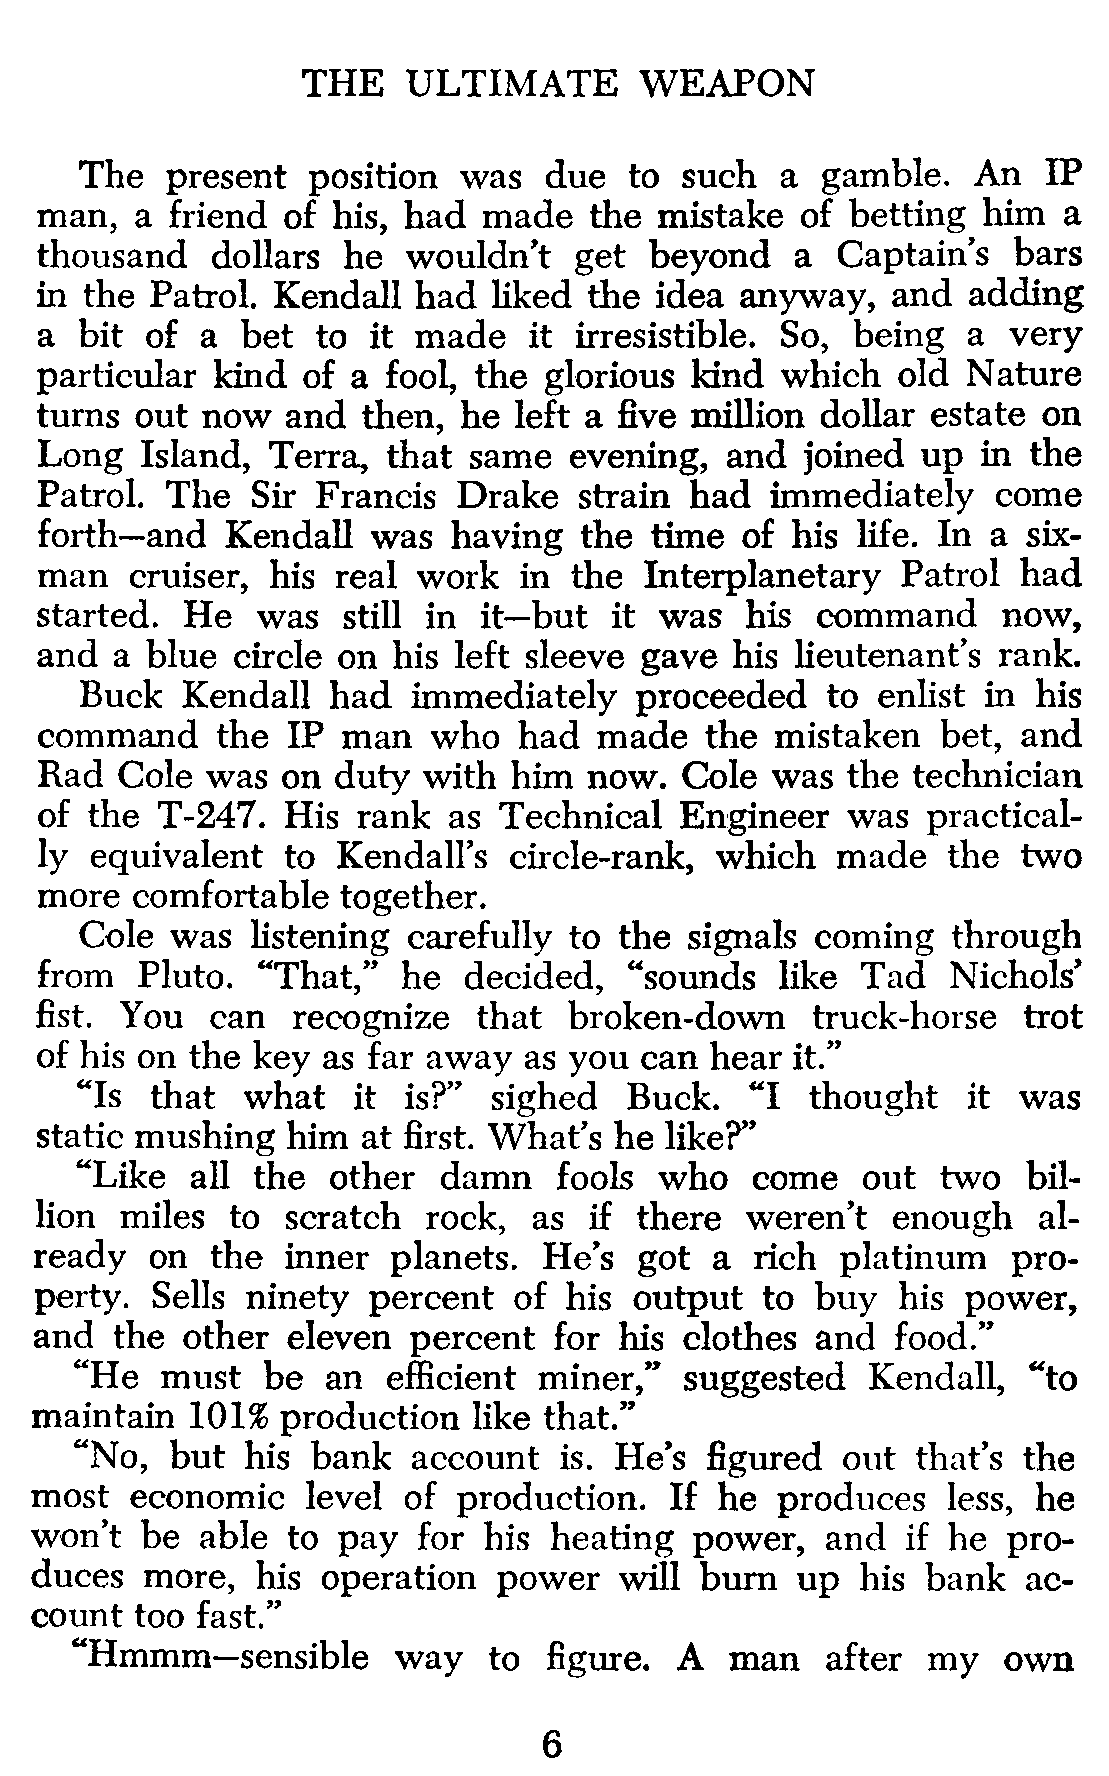 THE ULTIMATE WEAPON
The present position was due to such a gamble. An IP
man, a friend of his, had made the mistake of betting him a
thousand dollars he wouldn't get beyond a Captain's bars
in the Patrol. Kendall had liked the idea anyway, and adding
a bit of a bet to it made it irresistible. So, being a very
particular kind of a fool, the glorious kind which old Nature
turns out now and then, he left a five million dollar estate on
Long Island, Terra, that same evening, and joined up in the
Patrol. The Sir Francis Drake strain had immediately come
forth—and Kendall was having the time of his life. In a six-
man cruiser, his real work in the Interplanetary Patrol had
started. He was still in it—but it was his command now,
and a blue circle on his left sleeve gave his lieutenant's rank.
Buck Kendall had immediately proceeded to enlist in his
command the IP man who had made the mistaken bet, and
Rad Cole was on duty with him now. Cole was the technician
of the T-247. His rank as Technical Engineer was practical-
ly equivalent to Kendall's circle-rank, which made the two
more comfortable together.
Cole was listening carefully to the signals coming through
from Pluto. “That,” he decided, “sounds like Tad Nichols’
fist. You can recognize that broken-down truck-horse trot
of his on the key as far away as you can hear it.”
“Is that what it is?” sighed Buck. “I thought it was
static mushing him at first. What's he like?”
“Like all the other damn fools who come out two bil-
lion miles to scratch rock, as if there weren't enough al-
ready on the inner planets. He's got a rich platinum pro-
perty. Sells ninety percent of his output to buy his power,
and the other eleven percent for his clothes and food.”
“He must be an efficient miner,” suggested Kendall, “to
maintain 101% production like that.”
“No, but his bank account is. He's figured out that's the
most economic level of production. If he produces less, he
won't be able to pay for his heating power, and if he pro-
duces more, his operation power will burn up his bank ac-
count too fast.”
“Hmmm—sensible way to figure. A man after my own
6